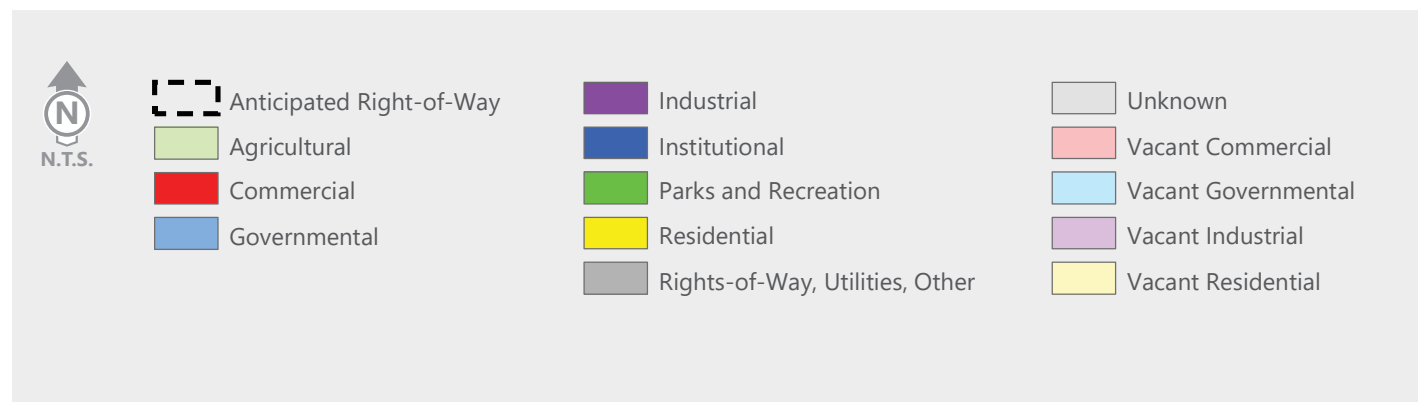 N
N.T.S.
Anticipated Right-of-Way
Agricultural
Commercial
Governmental
Industrial
Institutional
Parks and Recreation
Residential
Rights-of-Way, Utilities, Other
Unknown
Vacant Commercial
Vacant Governmental
Vacant Industrial
Vacant Residential